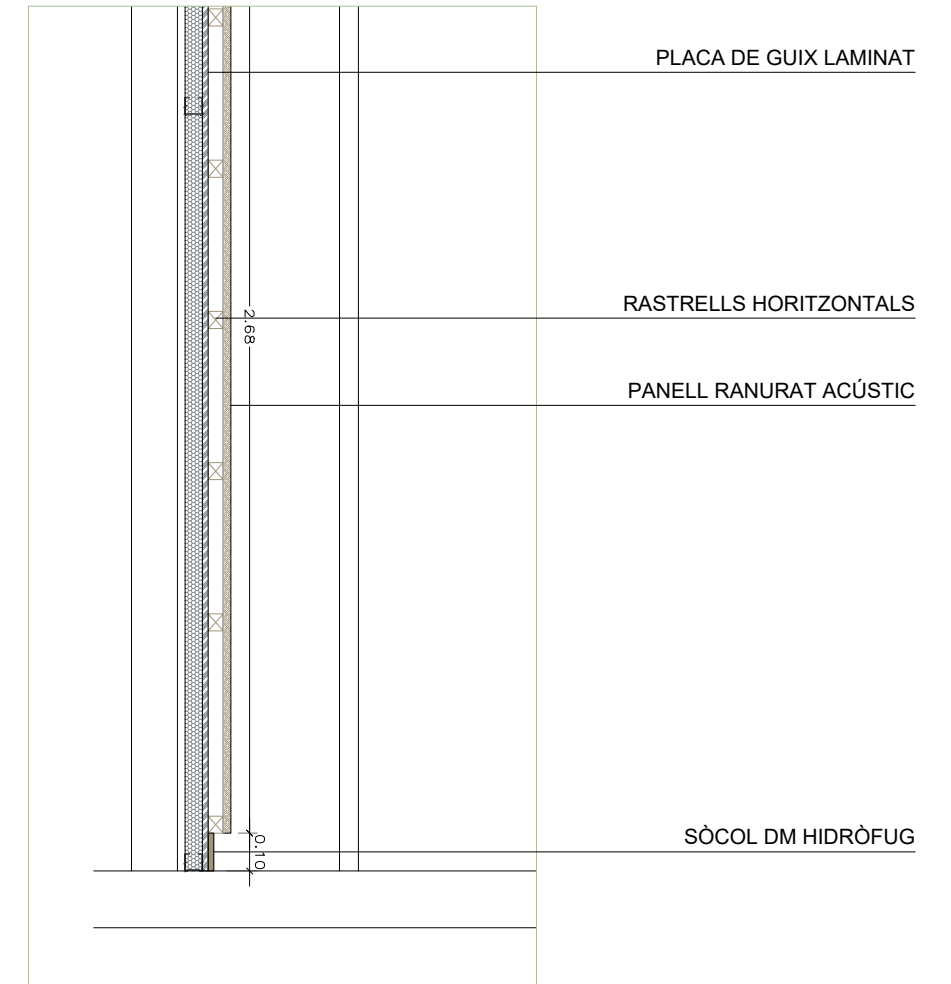 PLACA DE GUIX LAMINAT
RASTRELLS HORITZONTALS
2.68
PANELL RANURAT ACÚSTIC
SÒCOL DM HIDRÒFUG
0.10